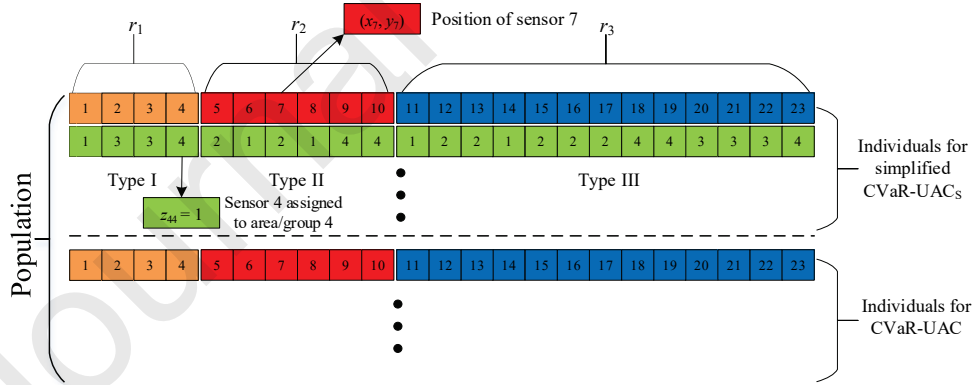 (x₇, y₇) Position of sensor 7
r₁ r₂ r₃
1 2 3 4 5 6 7 8 9 10 11 12 13 14 15 16 17 18 19 20 21 22 23
1 3 3 4 2 1 2 1 4 4 1 2 2 1 2 2 2 4 4 3 3 3 4
Type I Type II Type III
z₄₄ = 1
Sensor 4 assigned
to area/group 4
Individuals for
simplified
CVaR-UACs
Population
1 2 3 4 5 6 7 8 9 10 11 12 13 14 15 16 17 18 19 20 21 22 23
Individuals for
CVaR-UAC
Journal